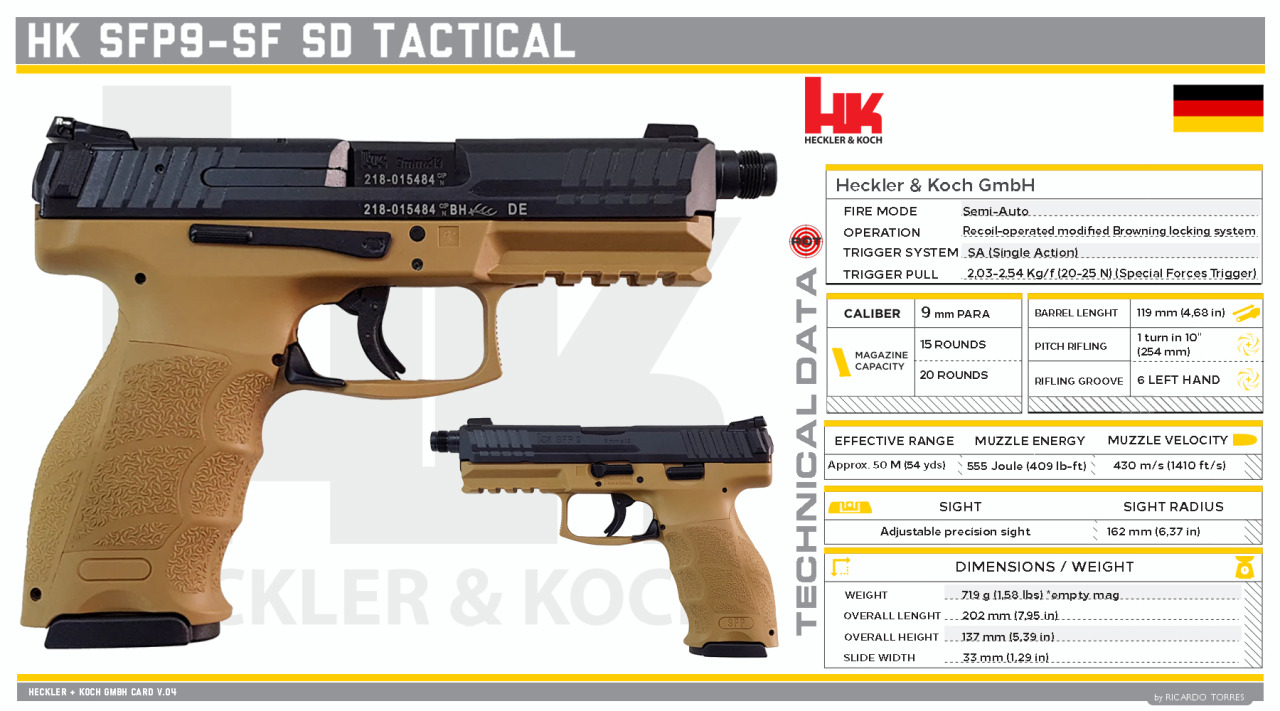 HK SFP9-SF SD TACTICAL
HECKLER & KOCH
218-015484 CIP N
218-015484 CIP N BH DE
HECKLER & KOCH
SFP
TECHNICAL DATA
Heckler & Koch GmbH
FIRE MODE Semi-Auto
OPERATION Recoil-operated modified Browning locking system
TRIGGER SYSTEM SA (Single Action)
TRIGGER PULL 2,03-2,54 Kg/f (20-25 N) (Special Forces Trigger)
CALIBER 9 mm PARA
MAGAZINE CAPACITY
15 ROUNDS
20 ROUNDS
BARREL LENGHT 119 mm (4,68 in)
PITCH RIFLING 1 turn in 10"
(254 mm)
RIFLING GROOVE 6 LEFT HAND
EFFECTIVE RANGE MUZZLE ENERGY MUZZLE VELOCITY
Approx. 50 M (54 yds) 555 Joule (409 lb-ft) 430 m/s (1410 ft/s)
SIGHT SIGHT RADIUS
Adjustable precision sight 162 mm (6,37 in)
DIMENSIONS / WEIGHT
WEIGHT 719 g (1,58 lbs) *empty mag
OVERALL LENGHT 202 mm (7,95 in)
OVERALL HEIGHT 137 mm (5,39 in)
SLIDE WIDTH 33 mm (1,29 in)
HECKLER + KOCH GMBH CARD V.04
by RICARDO TORRES